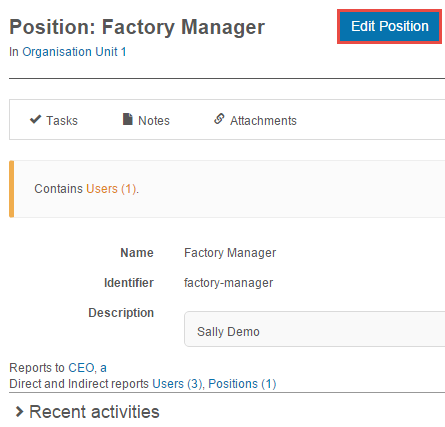 Position: Factory Manager
Edit Position
In Organisation Unit 1
Tasks Notes Attachments
Contains Users (1).
Name Factory Manager
Identifier factory-manager
Description
Sally Demo
Reports to CEO, a
Direct and Indirect reports Users (3), Positions (1)
Recent activities